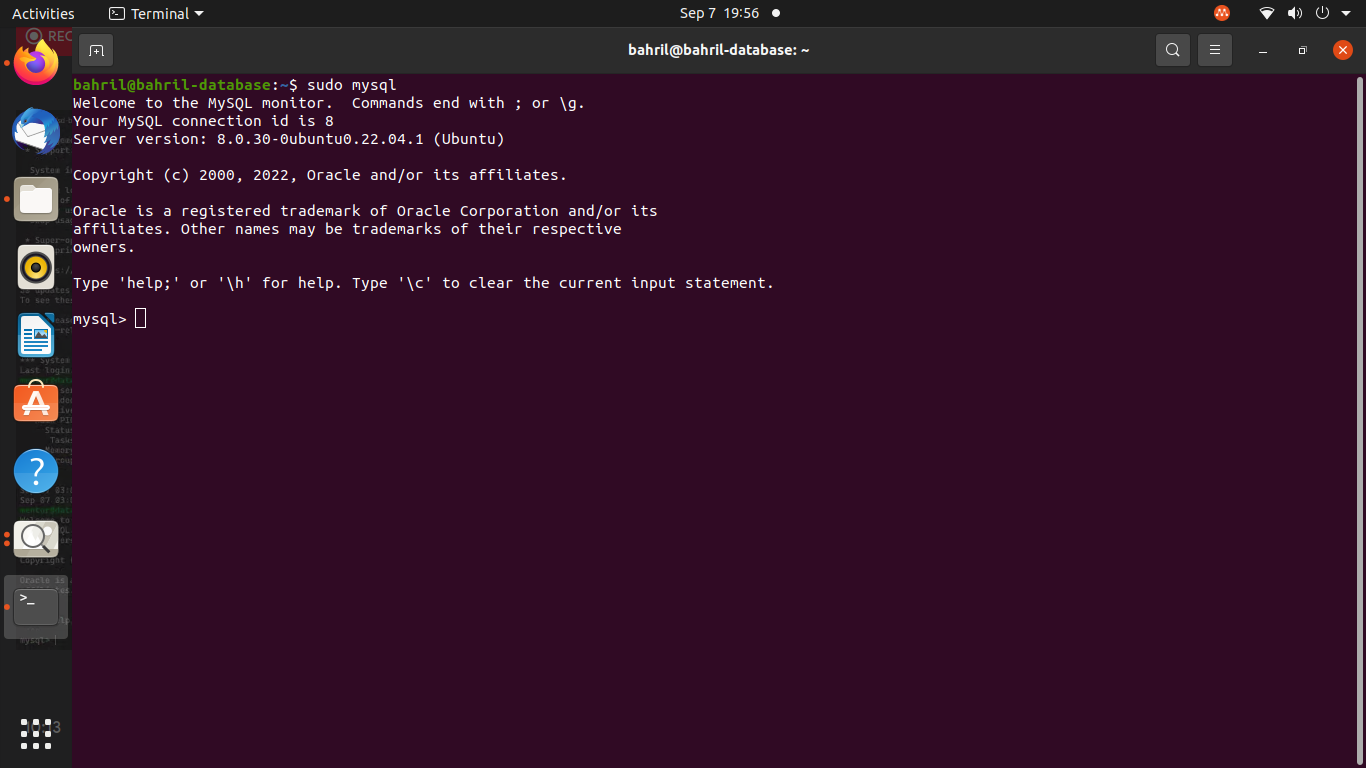 Activities
Terminal
Sep 7 19:56
REC
bahril@bahril-database: ~
bahril@bahril-database:~$ sudo mysql
Welcome to the MySQL monitor.  Commands end with ; or \g.
Your MySQL connection id is 8
Server version: 8.0.30-0ubuntu0.22.04.1 (Ubuntu)
Copyright (c) 2000, 2022, Oracle and/or its affiliates.
Oracle is a registered trademark of Oracle Corporation and/or its
affiliates. Other names may be trademarks of their respective
owners.
Type 'help;' or '\h' for help. Type '\c' to clear the current input statement.
mysql>